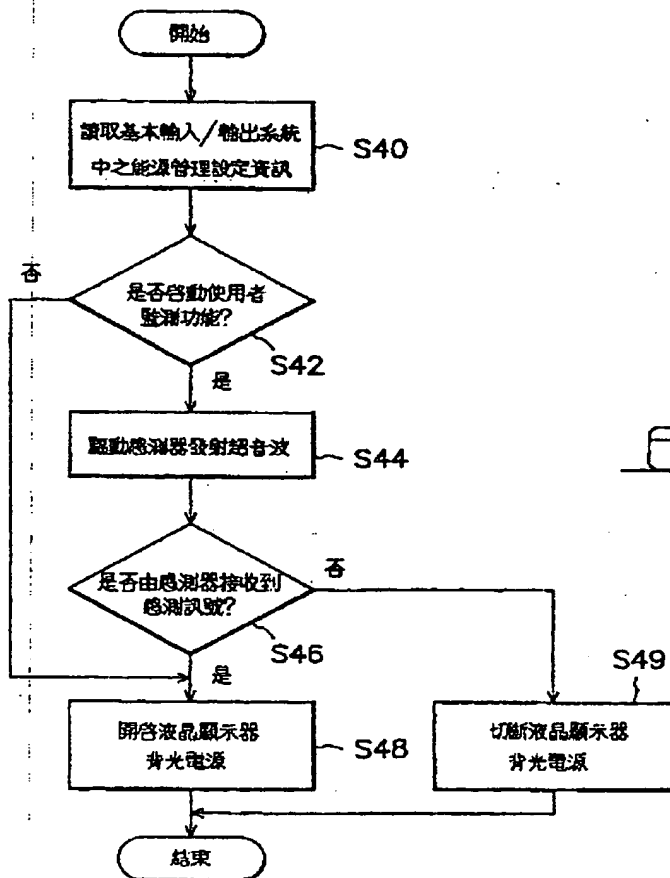 開始
讀取基本輸入/輸出系統
中之能源管理設定資訊
S40
否
是否啓動使用者
監測功能?
S42
是
驅動感測器發射超音波
S44
是否由感測器接收到
感測訊號?
否
S46
是
S49
開啓液晶顯示器
背光電源
S48
切斷液晶顯示器
背光電源
結束